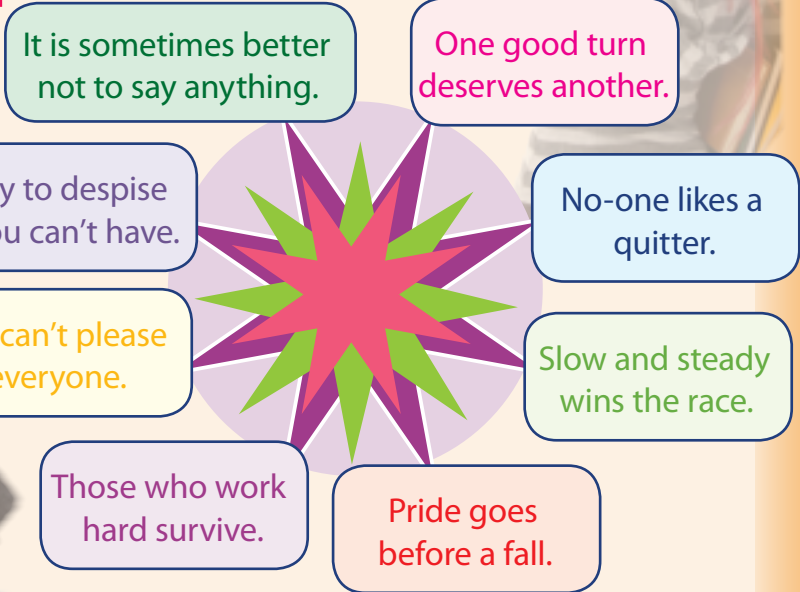 It is sometimes better
not to say anything.
One good turn
deserves another.
to despise
can't have.
No-one likes a
quitter.
can't please
everyone.
Slow and steady
wins the race.
Those who work
hard survive.
Pride goes
before a fall.